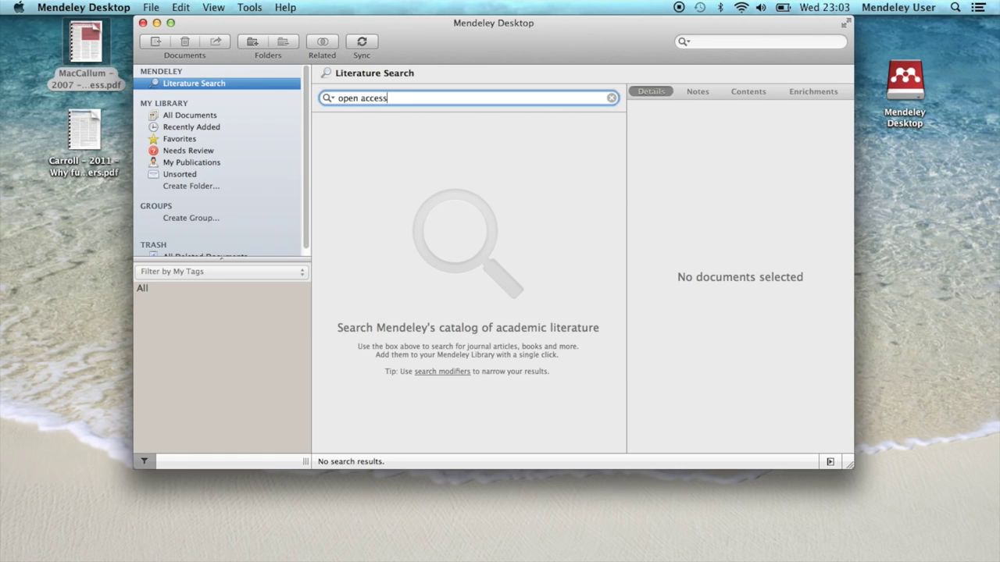 Mendeley Desktop File Edit View Tools Help Wed 23:03 Mendeley User
MacCallum –
2007 –...ess.pdf
Carroll – 2011 –
Why fu...ers.pdf
Mendeley Desktop
Documents Folders Related Sync
MENDELEY
Literature Search
MY LIBRARY
All Documents
Recently Added
Favorites
Needs Review
My Publications
Unsorted
Create Folder...
GROUPS
Create Group...
TRASH
All Deleted Documents
Filter by My Tags
All
Literature Search
open access
Search Mendeley's catalog of academic literature
Use the box above to search for journal articles, books and more.
Add them to your Mendeley Library with a single click.
Tip: Use search modifiers to narrow your results.
No search results.
Details Notes Contents Enrichments
No documents selected
Mendeley
Desktop